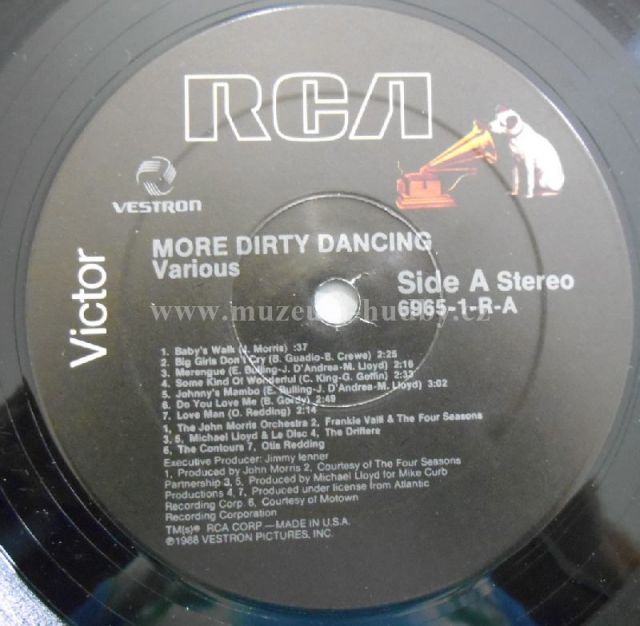 RCA
VESTRON
Victor
MORE DIRTY DANCING
Various
Side A Stereo
6965-1-R-A
1. Baby's Walk (J. Morris) :37
2. Big Girls Don't Cry (B. Guadio-B. Crewe) 2:25
3. Merengue (E. Bulling-J. D'Andrea-M. Lloyd) 2:16
4. Some Kind Of Wonderful (C. King-G. Goffin) 2:33
5. Johnny's Mambo (E. Bulling-J. D'Andrea-M. Lloyd) 3:02
6. Do You Love Me (B. Gordy) 2:49
7. Love Man (O. Redding) 2:14
1, The John Morris Orchestra 2, Frankie Valli & The Four Seasons
3, 5, Michael Lloyd & Le Disc 4, The Drifters
6, The Contours 7, Otis Redding
Executive Producer: Jimmy Ienner
1, Produced by John Morris 2, Courtesy of The Four Seasons
Partnership 3, 5, Produced by Michael Lloyd for Mike Curb
Productions 4, 7, Produced under license from Atlantic
Recording Corp. 6, Courtesy of Motown
Recording Corporation
TM(s)® RCA CORP—MADE IN U.S.A.
℗1988 VESTRON PICTURES, INC.